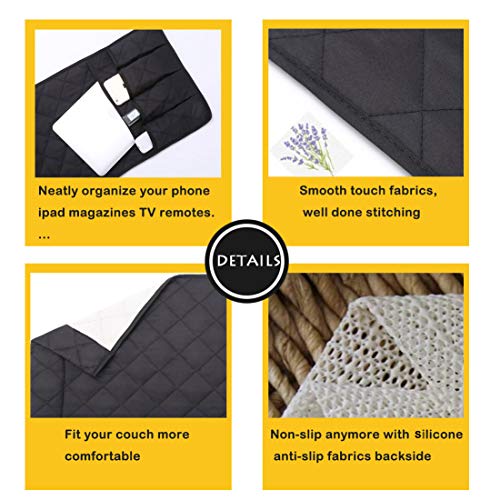 Neatly organize your phone
ipad magazines TV remotes.
...
Smooth touch fabrics,
well done stitching
DETAILS
Fit your couch more
comfortable
Non-slip anymore with silicone
anti-slip fabrics backside